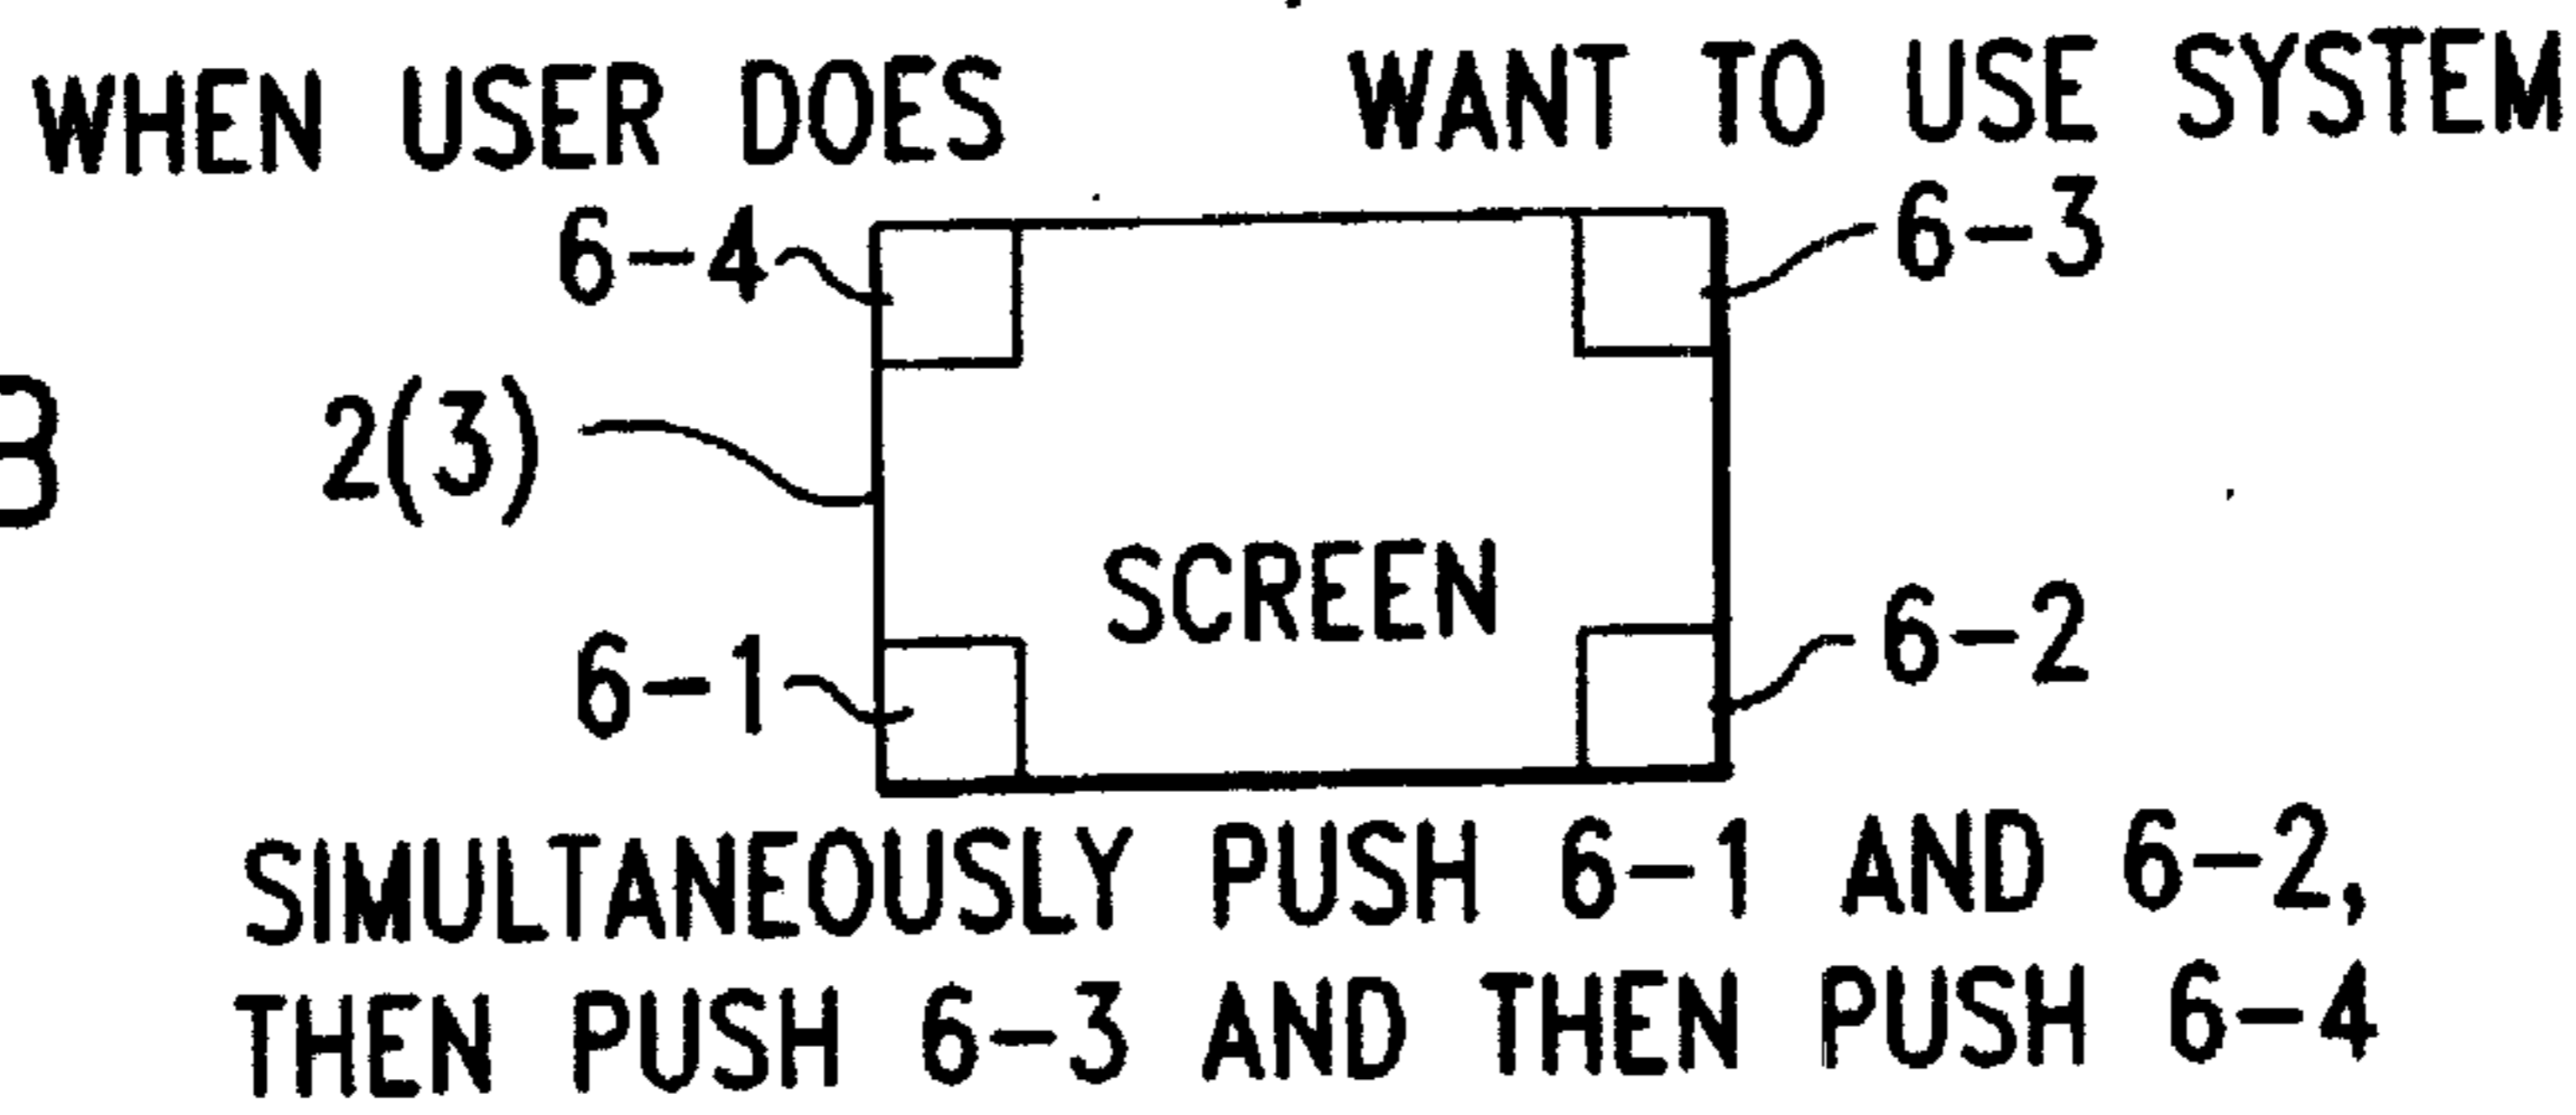 WHEN USER DOES WANT TO USE SYSTEM
6-4 6-3
B 2(3)
SCREEN
6-1 6-2
SIMULTANEOUSLY PUSH 6-1 AND 6-2,
THEN PUSH 6-3 AND THEN PUSH 6-4